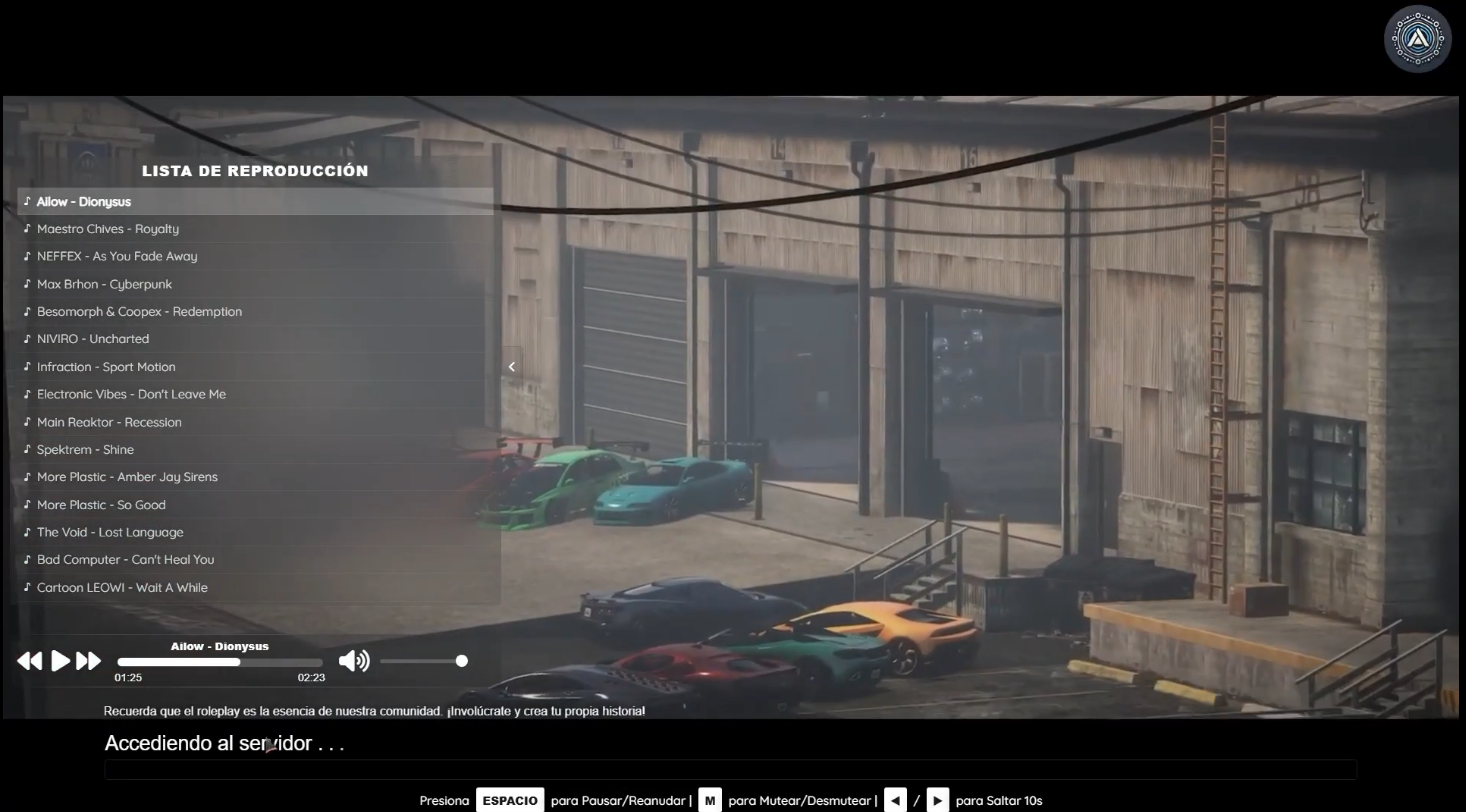 LISTA DE REPRODUCCIÓN
Allow - Dionysus
Maestro Chives - Royalty
NEFFEX - As You Fade Away
Max Brhon - Cyberpunk
Besomorph & Coopex - Redemption
NIVIRO - Uncharted
Infraction - Sport Motion
Electronic Vibes - Don't Leave Me
Main Reaktor - Recession
Spektrem - Shine
More Plastic - Amber Jay Sirens
More Plastic - So Good
The Void - Lost Language
Bad Computer - Can't Heal You
Cartoon LEOWI - Wait A While
Allow - Dionysus
01:25 02:23
Recuerda que el roleplay es la esencia de nuestra comunidad. ¡Involúcrate y crea tu propia historia!
Accediendo al servidor . . .
Presiona ESPACIO para Pausar/Reanudar | M para Mutear/Desmutear | ◀ / ▶ para Saltar 10s